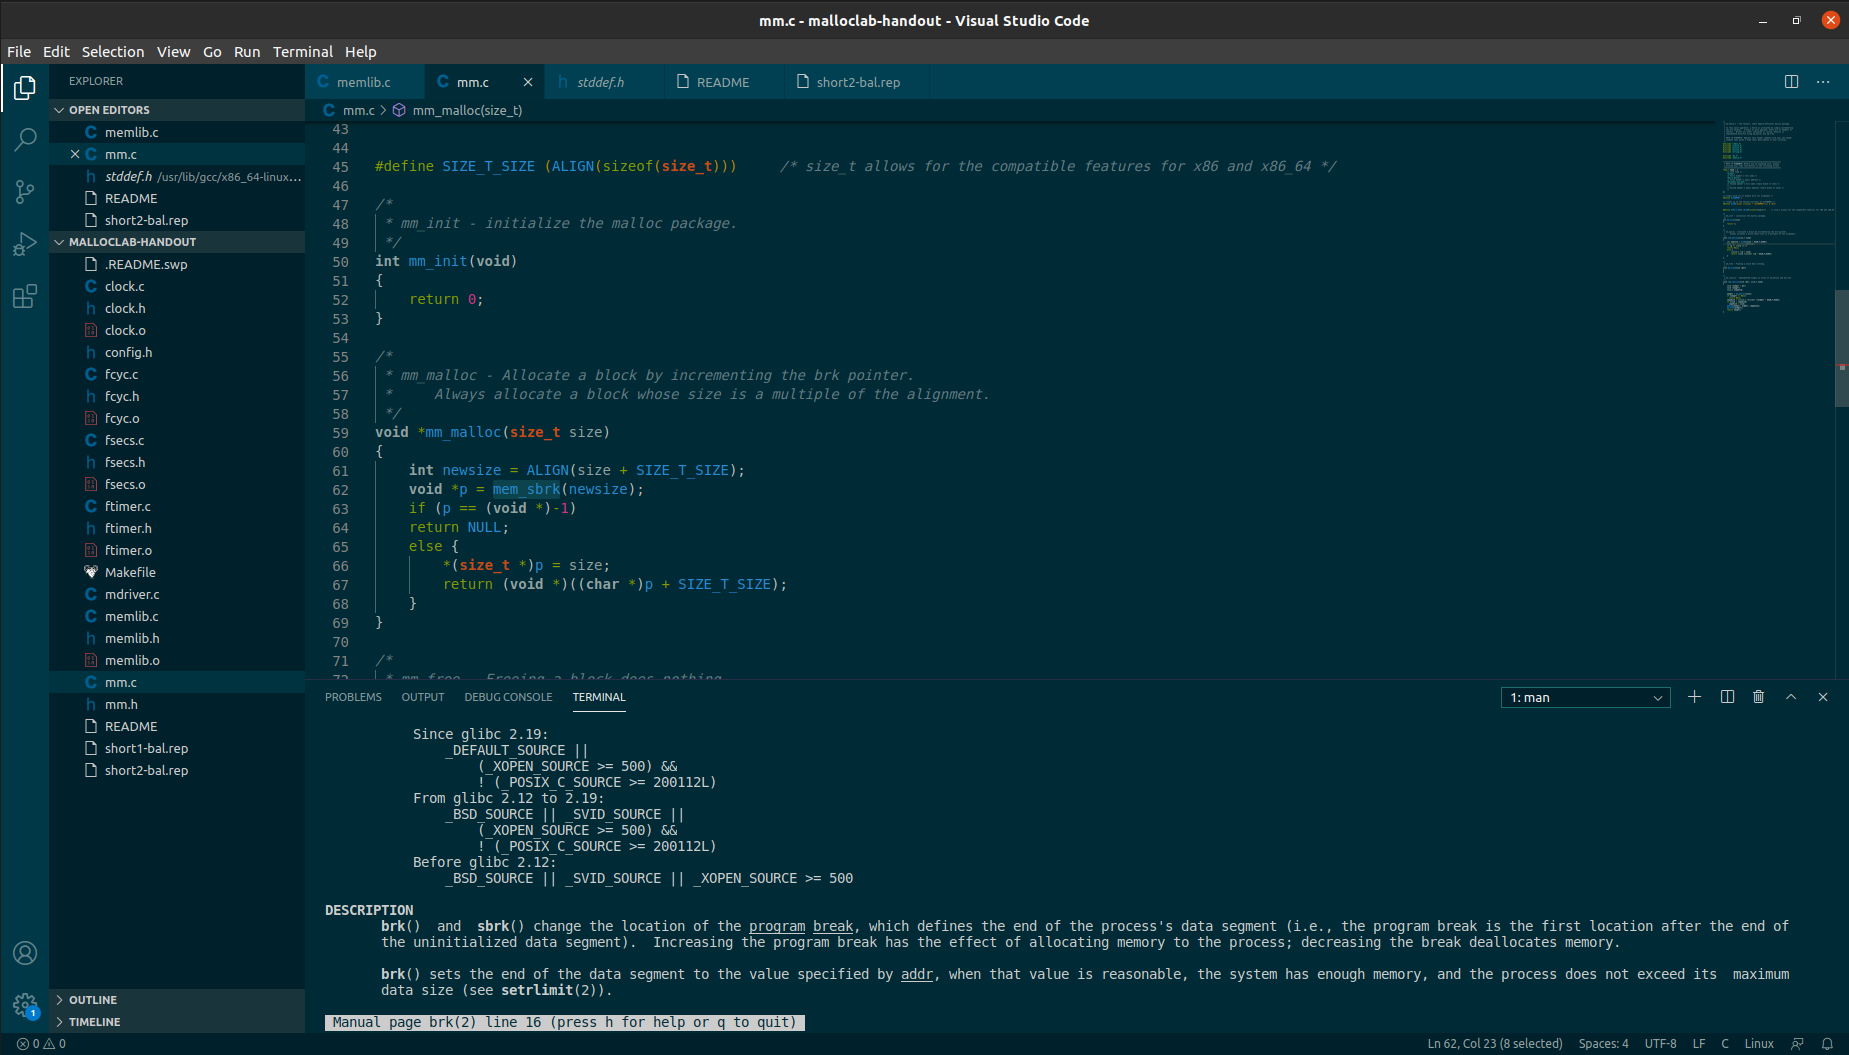 mm.c - malloclab-handout - Visual Studio Code
File Edit Selection View Go Run Terminal Help
EXPLORER
OPEN EDITORS
memlib.c
mm.c
stddef.h /usr/lib/gcc/x86_64-linux...
README
short2-bal.rep
MALLOCLAB-HANDOUT
.README.swp
clock.c
clock.h
clock.o
config.h
fcyc.c
fcyc.h
fcyc.o
fsecs.c
fsecs.h
fsecs.o
ftimer.c
ftimer.h
ftimer.o
Makefile
mdriver.c
memlib.c
memlib.h
memlib.o
mm.c
mm.h
README
short1-bal.rep
short2-bal.rep
OUTLINE
TIMELINE
memlib.c mm.c stddef.h README short2-bal.rep
mm.c > mm_malloc(size_t)
43
44
45 #define SIZE_T_SIZE (ALIGN(sizeof(size_t))) /* size_t allows for the compatible features for x86 and x86_64 */
46
47 /*
48 * mm_init - initialize the malloc package.
49 */
50 int mm_init(void)
51 {
52 return 0;
53 }
54
55 /*
56 * mm_malloc - Allocate a block by incrementing the brk pointer.
57 * Always allocate a block whose size is a multiple of the alignment.
58 */
59 void *mm_malloc(size_t size)
60 {
61 int newsize = ALIGN(size + SIZE_T_SIZE);
62 void *p = mem_sbrk(newsize);
63 if (p == (void *)-1)
64 return NULL;
65 else {
66 *(size_t *)p = size;
67 return (void *)((char *)p + SIZE_T_SIZE);
68 }
69 }
70
71 /*
72 * mm_free - Freeing a block does nothing.
PROBLEMS OUTPUT DEBUG CONSOLE TERMINAL 1: man
Since glibc 2.19:
_DEFAULT_SOURCE ||
(_XOPEN_SOURCE >= 500) &&
! (_POSIX_C_SOURCE >= 200112L)
From glibc 2.12 to 2.19:
_BSD_SOURCE || _SVID_SOURCE ||
(_XOPEN_SOURCE >= 500) &&
! (_POSIX_C_SOURCE >= 200112L)
Before glibc 2.12:
_BSD_SOURCE || _SVID_SOURCE || _XOPEN_SOURCE >= 500
DESCRIPTION
brk() and sbrk() change the location of the program break, which defines the end of the process's data segment (i.e., the program break is the first location after the end of
the uninitialized data segment). Increasing the program break has the effect of allocating memory to the process; decreasing the break deallocates memory.
brk() sets the end of the data segment to the value specified by addr, when that value is reasonable, the system has enough memory, and the process does not exceed its maximum
data size (see setrlimit(2)).
Manual page brk(2) line 16 (press h for help or q to quit)
1
0 0 Ln 62, Col 23 (8 selected) Spaces: 4 UTF-8 LF C Linux